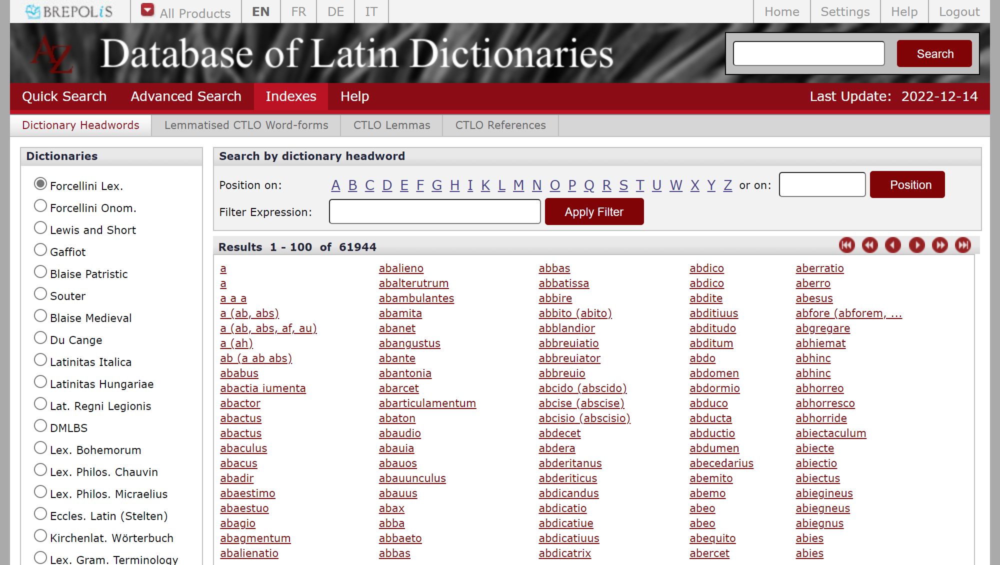 BREPOLiS All Products EN FR DE IT Home Settings Help Logout
AZ Database of Latin Dictionaries Search
Quick Search Advanced Search Indexes Help Last Update: 2022-12-14
Dictionary Headwords Lemmatised CTLO Word-forms CTLO Lemmas CTLO References
Dictionaries
Forcellini Lex.
Forcellini Onom.
Lewis and Short
Gaffiot
Blaise Patristic
Souter
Blaise Medieval
Du Cange
Latinitas Italica
Latinitas Hungariae
Lat. Regni Legionis
DMLBS
Lex. Bohemorum
Lex. Philos. Chauvin
Lex. Philos. Micraelius
Eccles. Latin (Stelten)
Kirchenlat. Wörterbuch
Lex. Gram. Terminology
Search by dictionary headword
Position on: A B C D E F G H I K L M N O P Q R S T U W X Y Z or on: Position
Filter Expression: Apply Filter
Results 1 - 100 of 61944
a
a
a a a
a (ab, abs)
a (ab, abs, af, au)
a (ah)
ab (a ab abs)
ababus
abactia iumenta
abactor
abactus
abactus
abaculus
abacus
abadir
abaestimo
abaestuo
abagio
abagmentum
abalienatio
abalieno
abalterutrum
abambulantes
abamita
abanet
abangustus
abante
abantonia
abarcet
abarticulamentum
abaton
abaudio
abauia
abauos
abauunculus
abauus
abax
abba
abbaeto
abbas
abbas
abbatissa
abbire
abbito (abito)
abblandior
abbreuiatio
abbreuiator
abbreuio
abcido (abscido)
abcise (abscise)
abcisio (abscisio)
abdecet
abdera
abderitanus
abderiticus
abdicandus
abdicatio
abdicatiue
abdicatiuus
abdicatrix
abdico
abdico
abdite
abditiuus
abditudo
abditum
abdo
abdomen
abdormio
abduco
abducta
abductio
abdumen
abecedarius
abemito
abemo
abeo
abeo
abequito
abercet
aberratio
aberro
abesus
abfore (abforem, ...
abgregare
abhiemat
abhinc
abhinc
abhorreo
abhorresco
abhorride
abiectaculum
abiecte
abiectio
abiectus
abiegineus
abiegneus
abiegnus
abies
abies